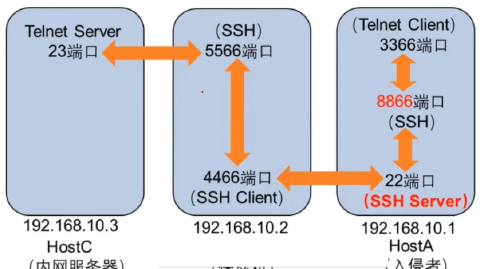 Telnet Server
23端口
(SSH)
5566端口
4466端口
(SSH Client)
(Telnet Client)
3366端口
8866端口
(SSH)
22端口
(SSH Server)
192.168.10.3
HostC
(内网服务器)
192.168.10.2
192.168.10.1
HostA
(入侵者)